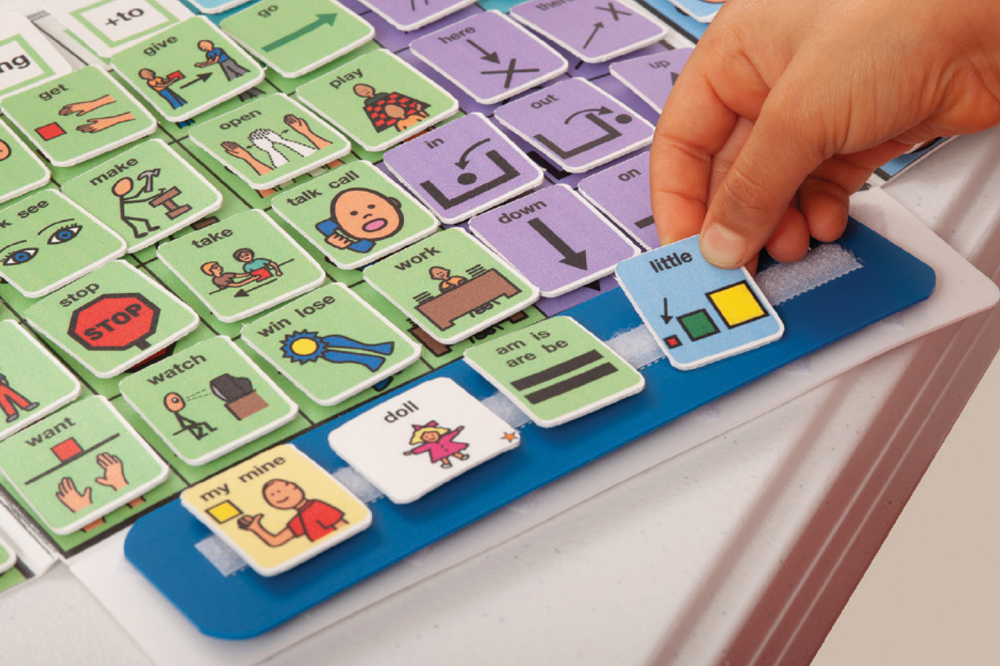 +to
go
here
there
give
up
ng
get
play
out
open
in
on
make
talk call
down
k see
take
little
work
stop
STOP
win lose
am is
are be
watch
doll
want
my mine